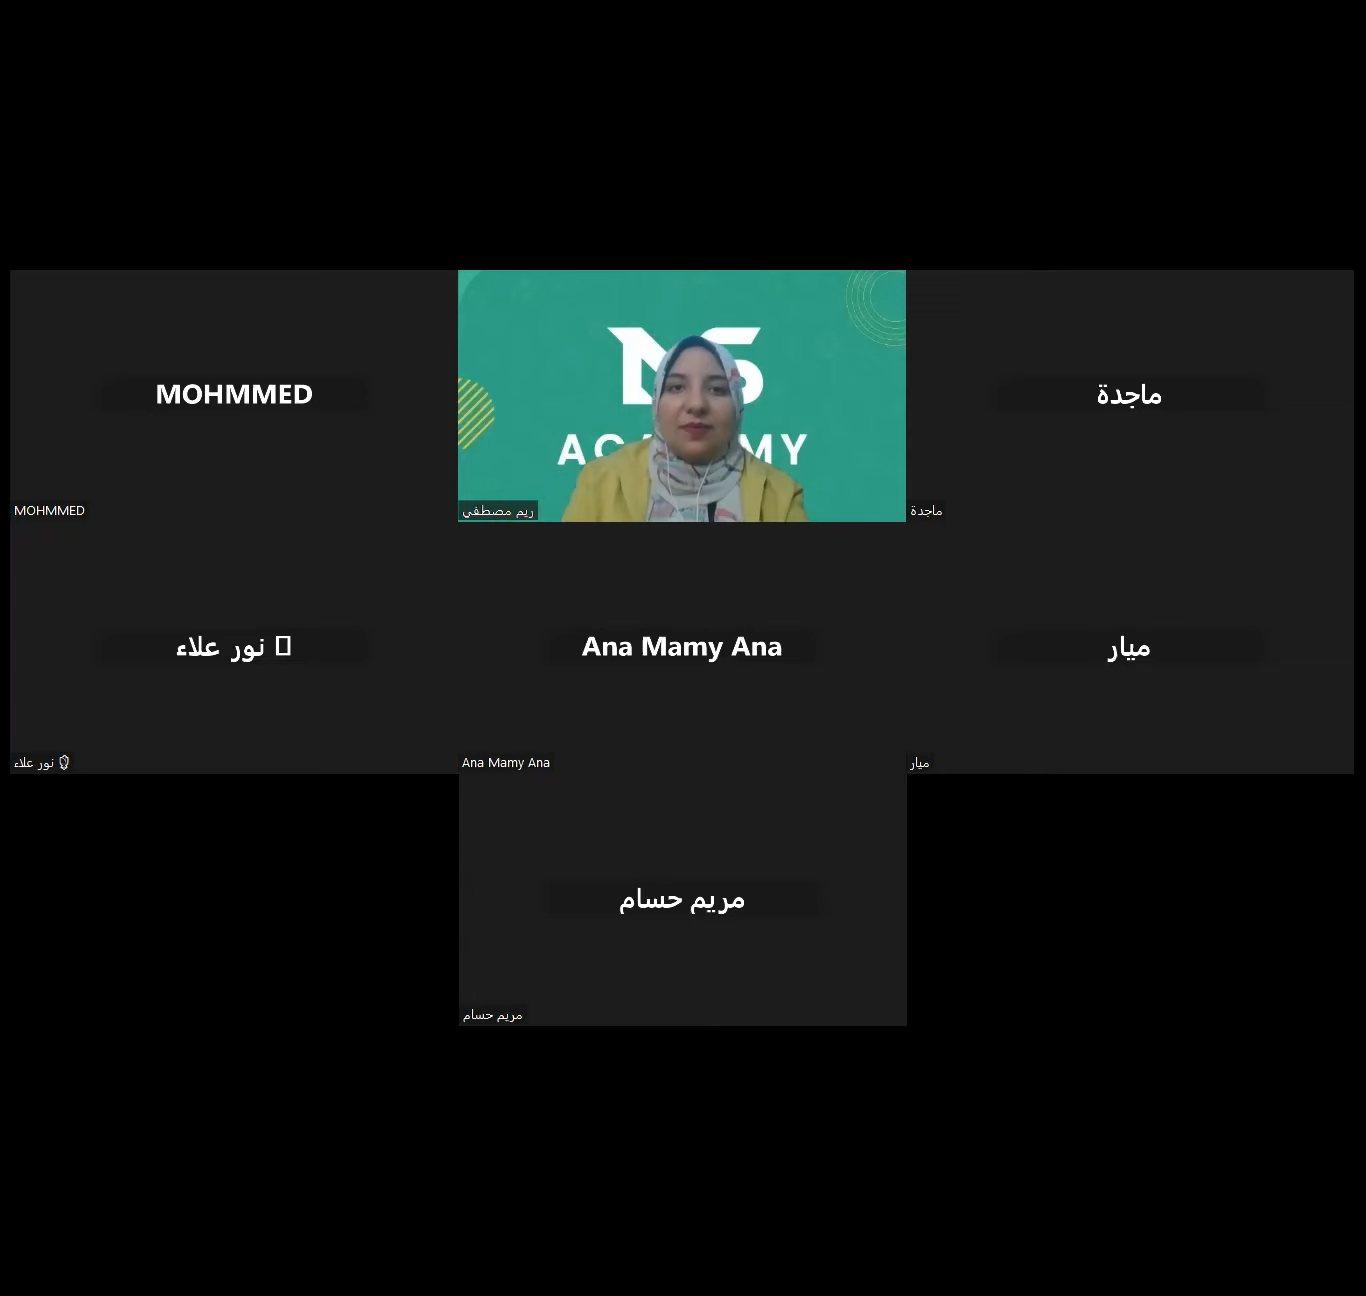 MOHMMED
MOHMMED
MS
ريم مصطفي
ماجدة
ماجدة
نور علاء
نور علاء
Ana Mamy Ana
Ana Mamy Ana
ميار
ميار
مريم حسام
مريم حسام